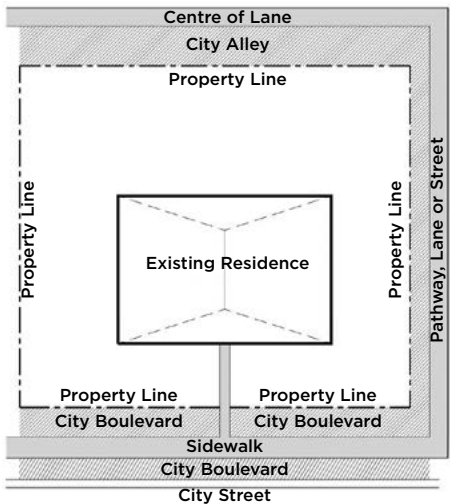 Centre of Lane
City Alley
Property Line
Property Line
Existing Residence
Property Line
Pathway, Lane or Street
Property Line
Property Line
City Boulevard
City Boulevard
Sidewalk
City Boulevard
City Street